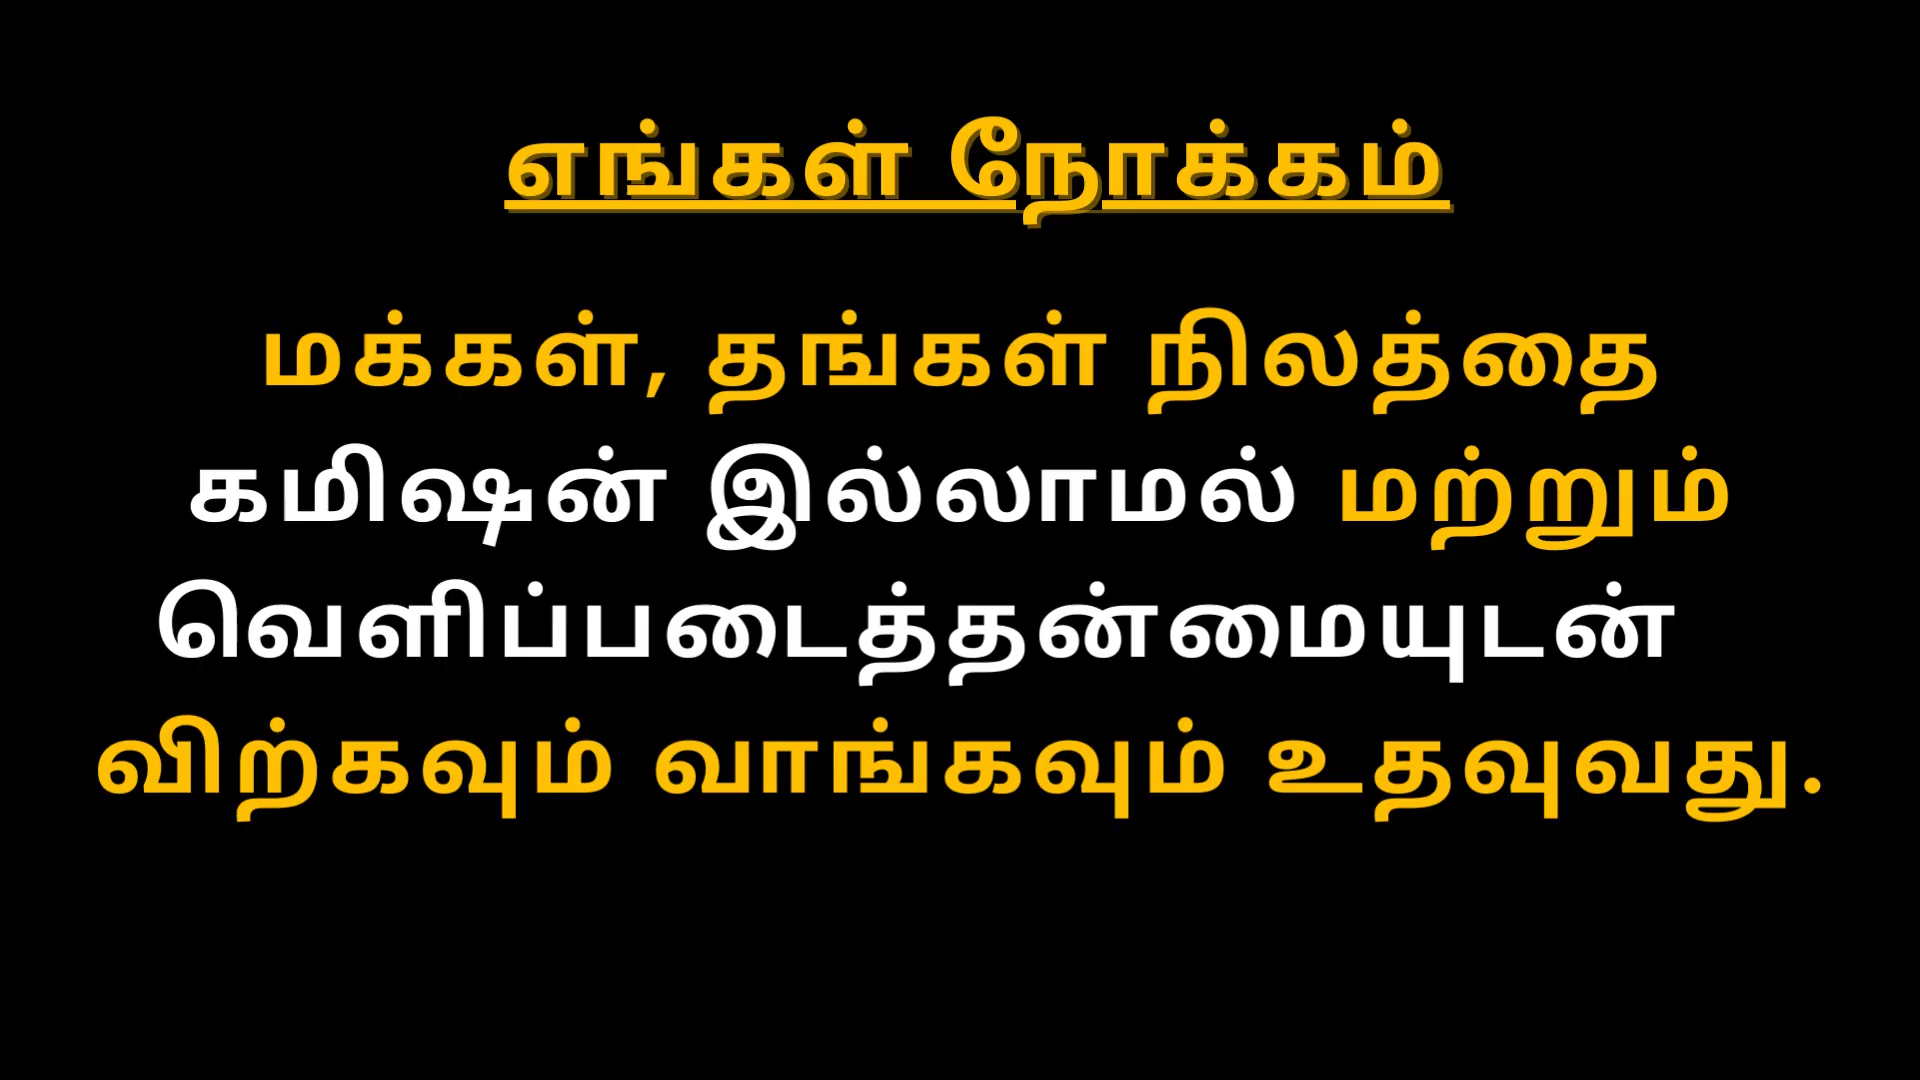 எங்கள் நோக்கம்
மக்கள், தங்கள் நிலத்தை
கமிஷன் இல்லாமல் மற்றும்
வெளிப்படைத்தன்மையுடன்
விற்கவும் வாங்கவும் உதவுவது.